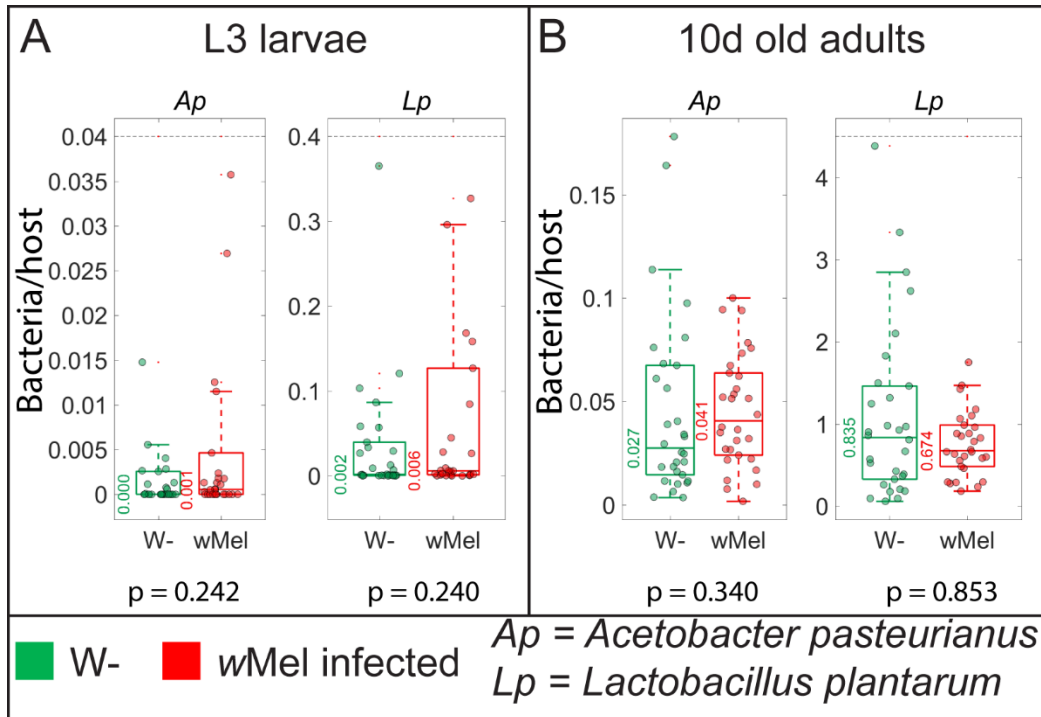 A L3 larvae
Ap Lp
Bacteria/host
0.04
0.035
0.03
0.025
0.02
0.015
0.01
0.005
0
0.000
0.001
W- wMel
p = 0.242
0.4
0.3
0.2
0.1
0
0.002
0.006
W- wMel
p = 0.240
B 10d old adults
Ap Lp
Bacteria/host
0.15
0.1
0.05
0
0.027
0.041
W- wMel
p = 0.340
4
3
2
1
0
0.835
0.674
W- wMel
p = 0.853
W- wMel infected
Ap = Acetobacter pasteurianus
Lp = Lactobacillus plantarum